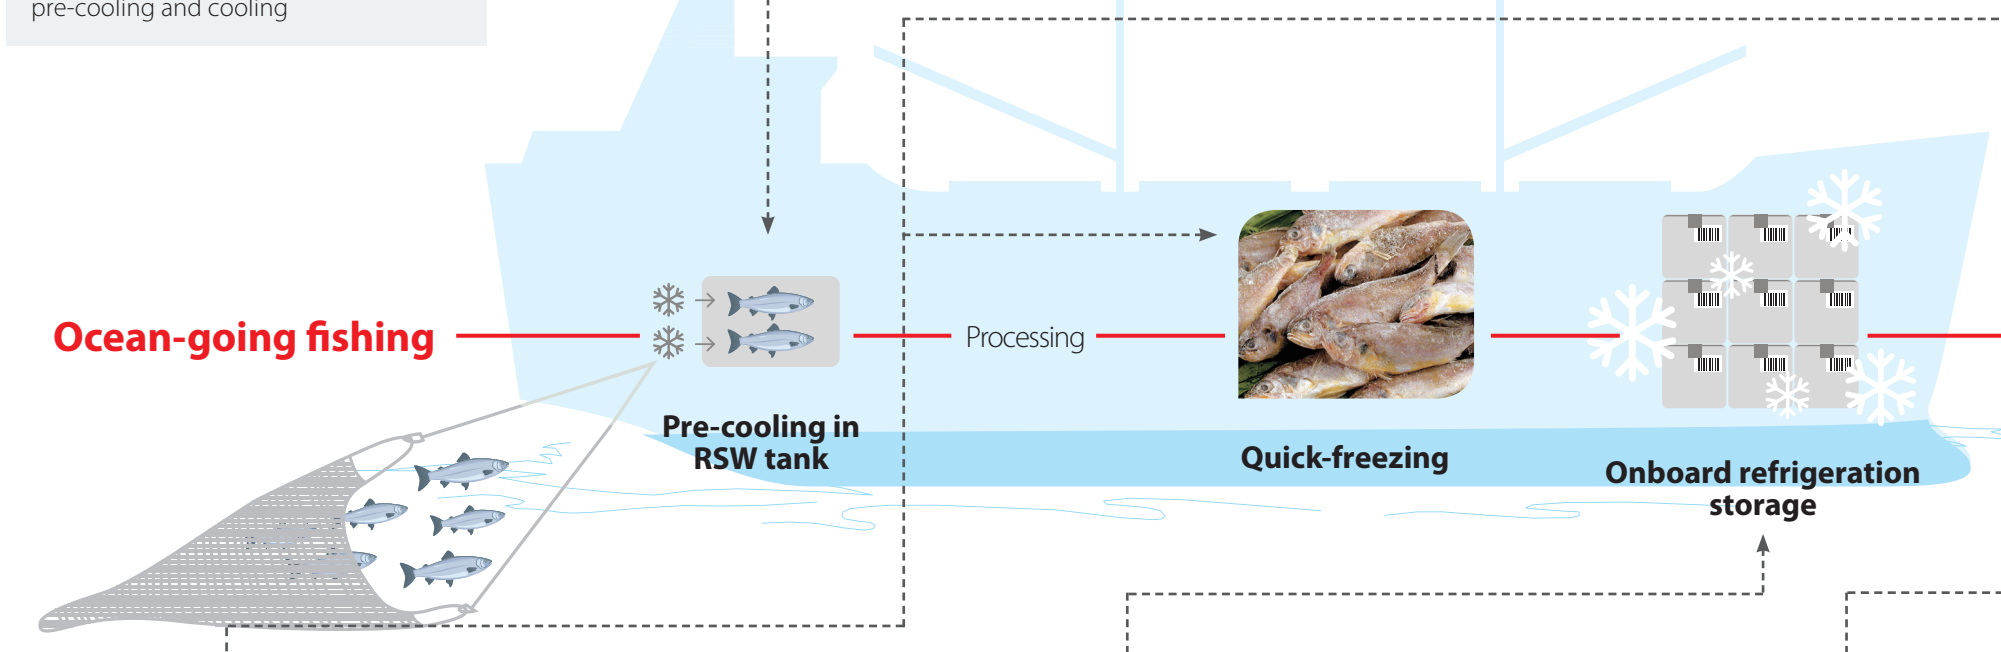 pre-cooling and cooling
Ocean-going fishing
Processing
Pre-cooling in
RSW tank
Quick-freezing
Onboard refrigeration
storage